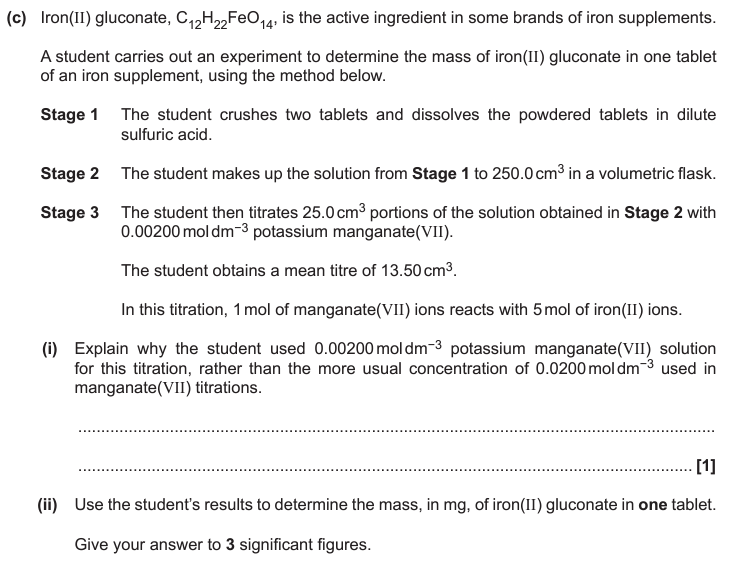 (c) Iron(II) gluconate, C₁₂H₂₂FeO₁₄, is the active ingredient in some brands of iron supplements.
A student carries out an experiment to determine the mass of iron(II) gluconate in one tablet
of an iron supplement, using the method below.
Stage 1 The student crushes two tablets and dissolves the powdered tablets in dilute
sulfuric acid.
Stage 2 The student makes up the solution from Stage 1 to 250.0 cm³ in a volumetric flask.
Stage 3 The student then titrates 25.0 cm³ portions of the solution obtained in Stage 2 with
0.00200 mol dm⁻³ potassium manganate(VII).
The student obtains a mean titre of 13.50 cm³.
In this titration, 1 mol of manganate(VII) ions reacts with 5 mol of iron(II) ions.
(i) Explain why the student used 0.00200 mol dm⁻³ potassium manganate(VII) solution
for this titration, rather than the more usual concentration of 0.0200 mol dm⁻³ used in
manganate(VII) titrations.
[1]
(ii) Use the student's results to determine the mass, in mg, of iron(II) gluconate in one tablet.
Give your answer to 3 significant figures.